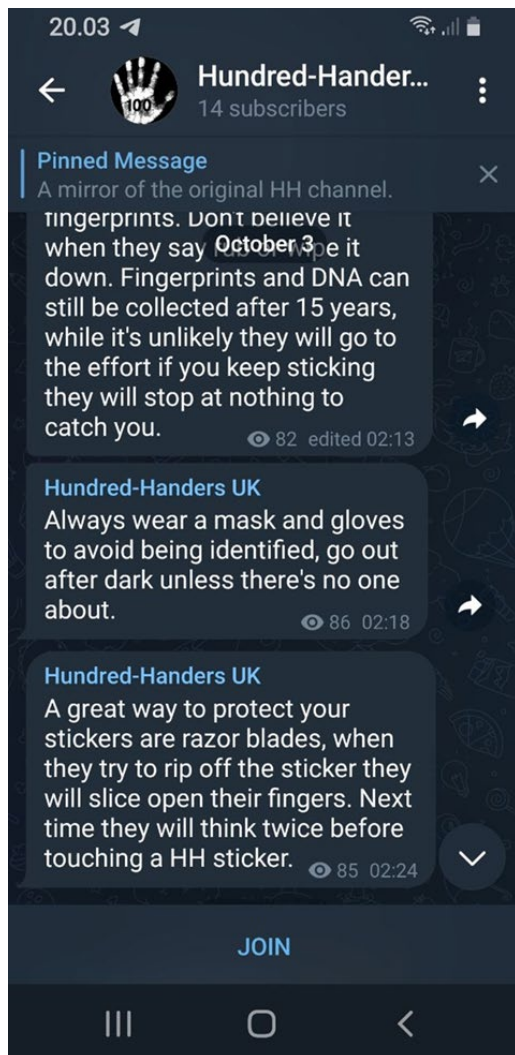 20.03
Hundred-Hander...
14 subscribers
100
Pinned Message
A mirror of the original HH channel.
fingerprints. Don't believe it
when they say rub or wipe it
October 3
down. Fingerprints and DNA can
still be collected after 15 years,
while it's unlikely they will go to
the effort if you keep sticking
they will stop at nothing to
catch you.
82 edited 02:13
Hundred-Handers UK
Always wear a mask and gloves
to avoid being identified, go out
after dark unless there's no one
about.
86 02:18
Hundred-Handers UK
A great way to protect your
stickers are razor blades, when
they try to rip off the sticker they
will slice open their fingers. Next
time they will think twice before
touching a HH sticker.
85 02:24
JOIN